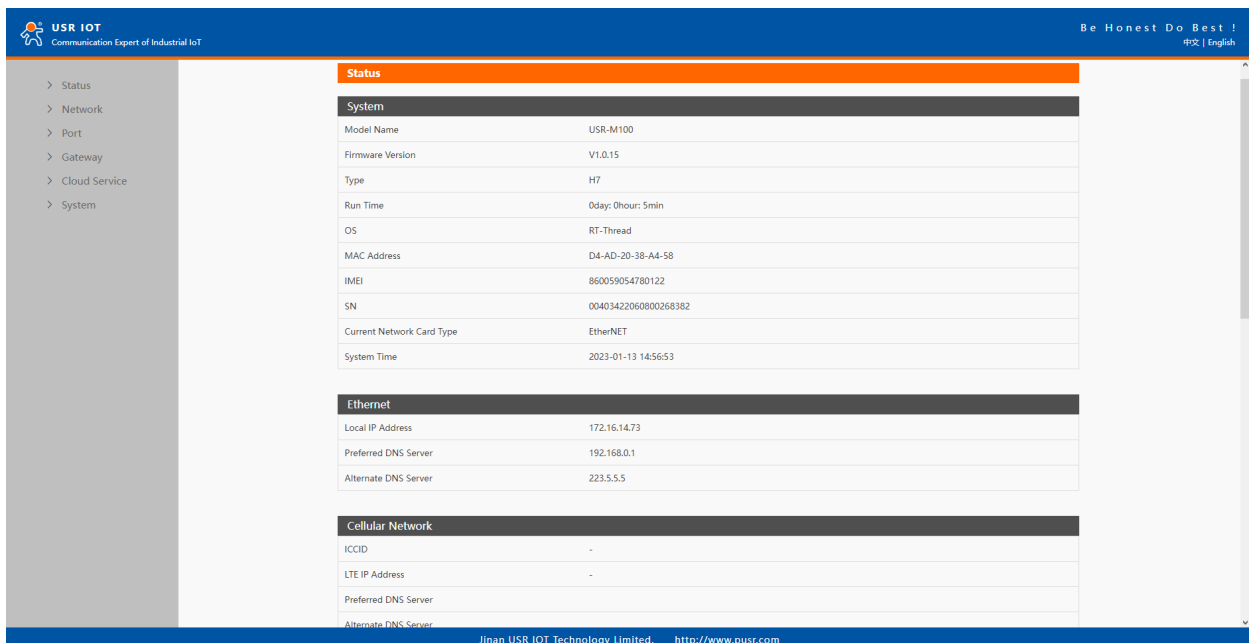 USR IOT
Communication Expert of Industrial IoT
Be Honest Do Best !
中文 | English
Status
Network
Port
Gateway
Cloud Service
System
Status
System
Model Name USR-M100
Firmware Version V1.0.15
Type H7
Run Time 0day: 0hour: 5min
OS RT-Thread
MAC Address D4-AD-20-38-A4-58
IMEI 860059054780122
SN 00403422060800268382
Current Network Card Type EtherNET
System Time 2023-01-13 14:56:53
Ethernet
Local IP Address 172.16.14.73
Preferred DNS Server 192.168.0.1
Alternate DNS Server 223.5.5.5
Cellular Network
ICCID -
LTE IP Address -
Preferred DNS Server
Alternate DNS Server
Jinan USR IOT Technology Limited. http://www.pusr.com